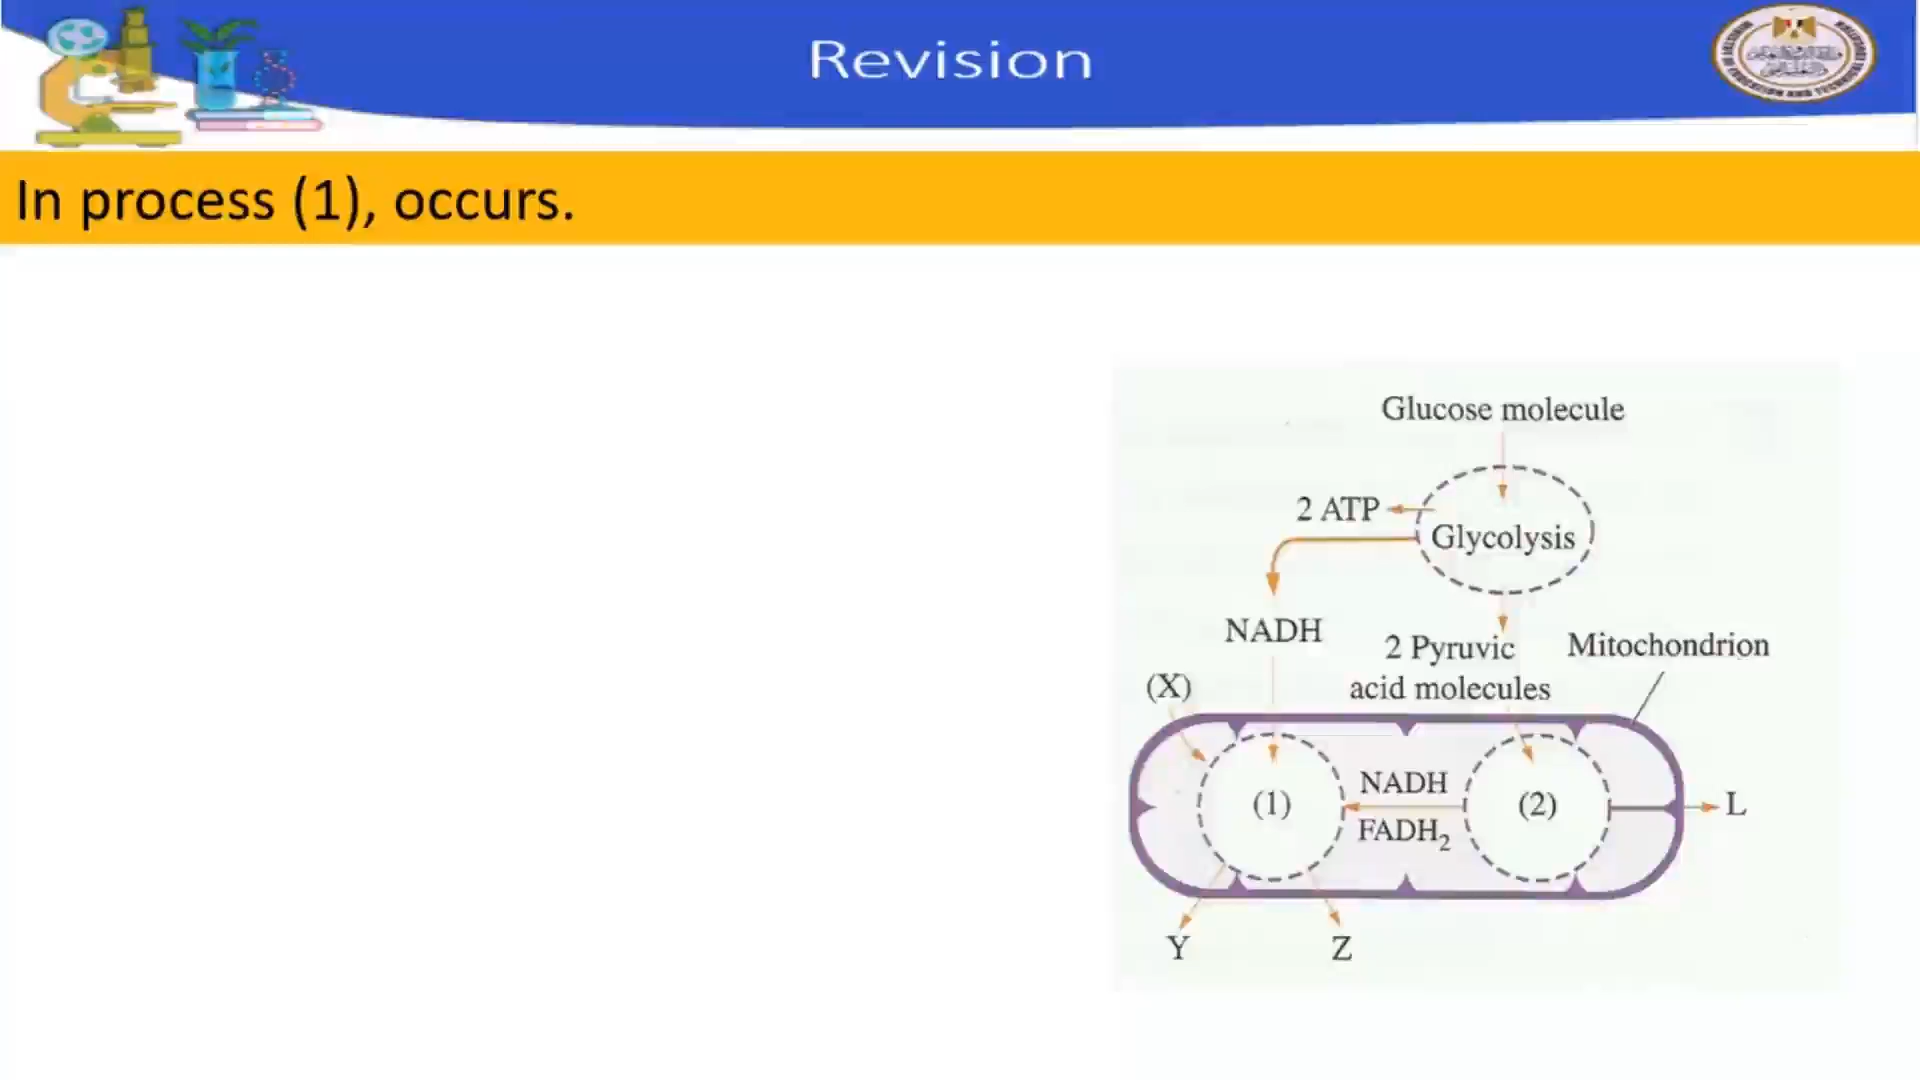 Revision
In process (1), occurs.
Glucose molecule
2 ATP
Glycolysis
NADH
2 Pyruvic
acid molecules
Mitochondrion
(X)
(1)
NADH
FADH₂
(2)
L
Y
Z